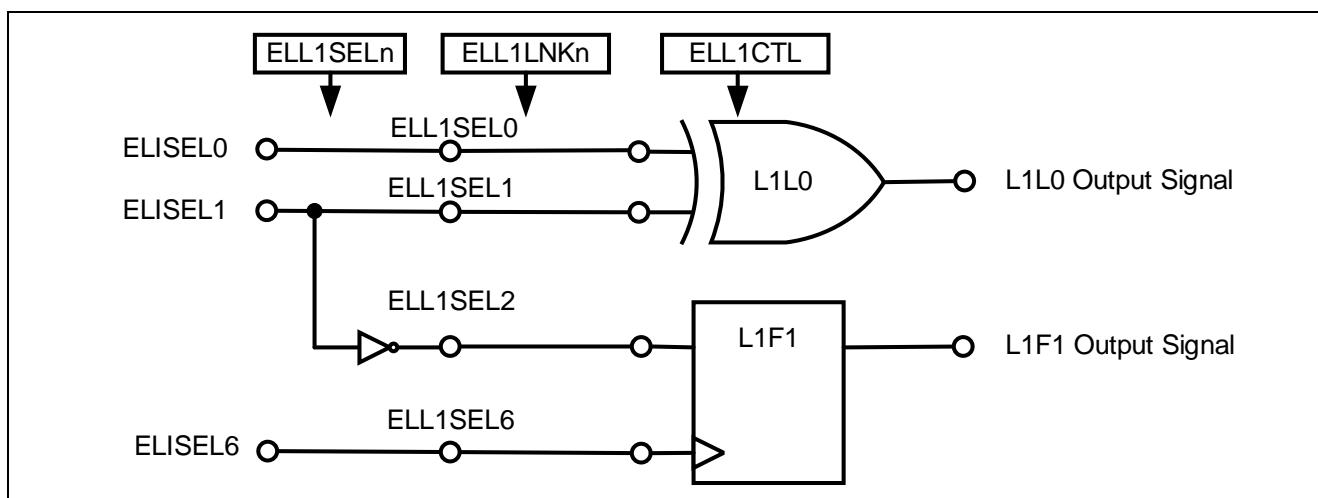 ELL1SELn ELL1LNKn ELL1CTL
ELISEL0 ELL1SEL0
L1L0 L1L0 Output Signal
ELISEL1 ELL1SEL1
ELL1SEL2
L1F1 L1F1 Output Signal
ELISEL6 ELL1SEL6